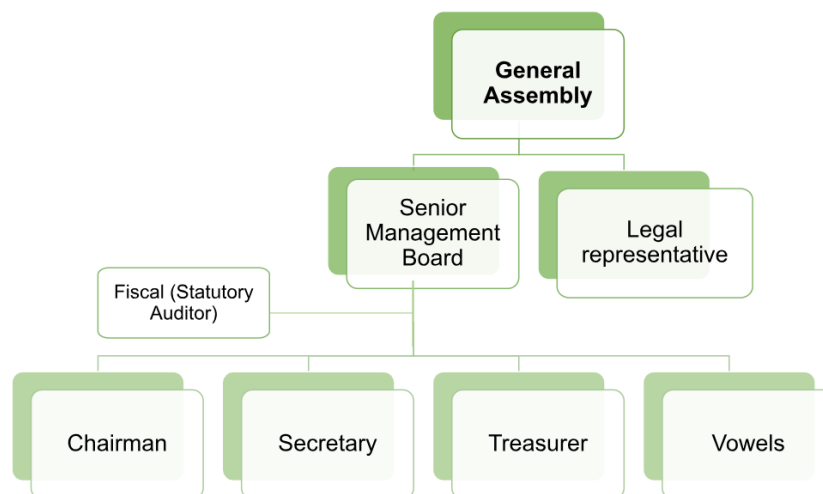 General
Assembly
Senior
Management
Board
Legal
representative
Fiscal (Statutory
Auditor)
Chairman
Secretary
Treasurer
Vowels